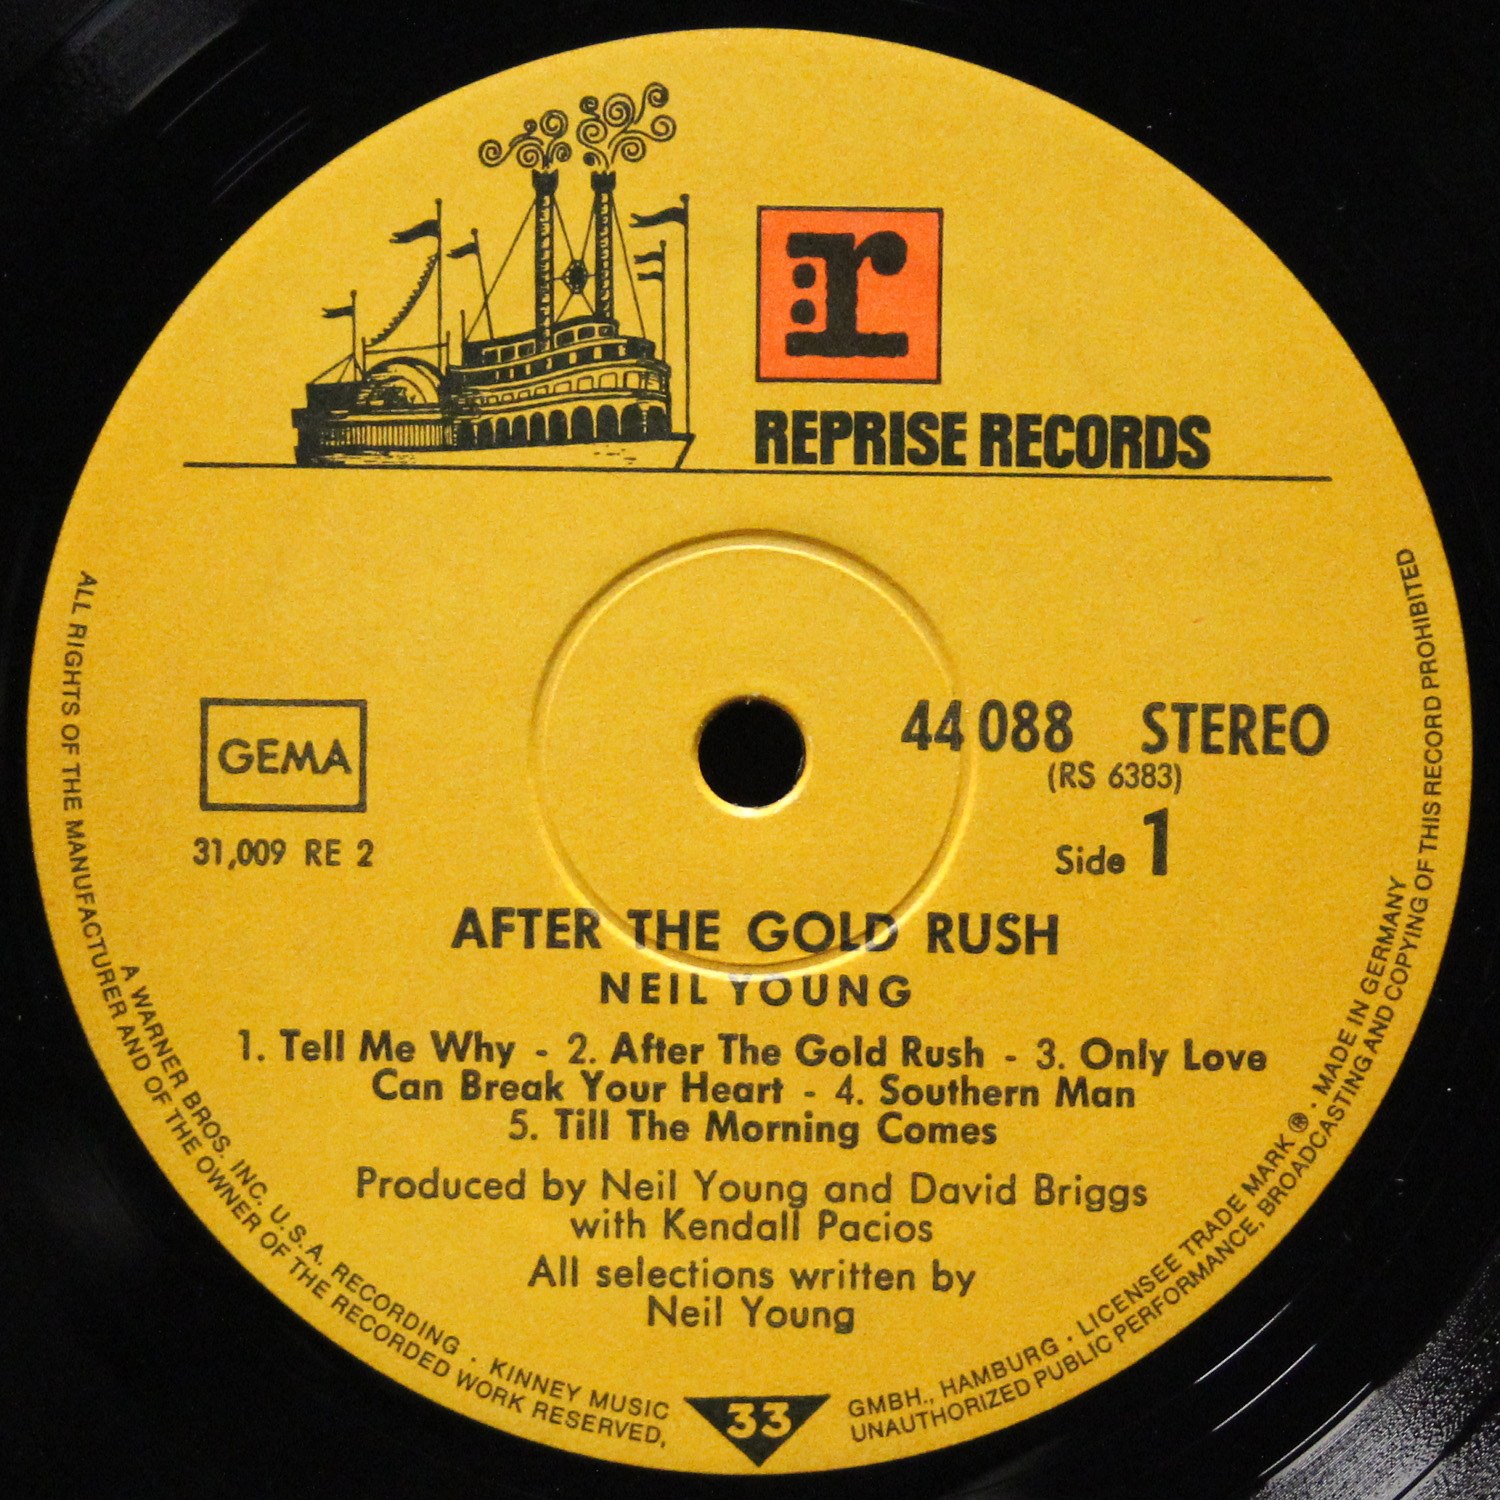 r:
REPRISE RECORDS
GEMA
31,009 RE 2
44 088 STEREO
(RS 6383)
Side 1
AFTER THE GOLD RUSH
NEIL YOUNG
1. Tell Me Why - 2. After The Gold Rush - 3. Only Love
Can Break Your Heart - 4. Southern Man
5. Till The Morning Comes
Produced by Neil Young and David Briggs
with Kendall Pacios
All selections written by
Neil Young
33
A WARNER BROS. INC. U.S.A. RECORDING · KINNEY MUSIC GMBH., HAMBURG · LICENSEE TRADE MARK ® · MADE IN GERMANY
ALL RIGHTS OF THE MANUFACTURER AND OF THE OWNER OF THE RECORDED WORK RESERVED, UNAUTHORIZED PUBLIC PERFORMANCE, BROADCASTING AND COPYING OF THIS RECORD PROHIBITED